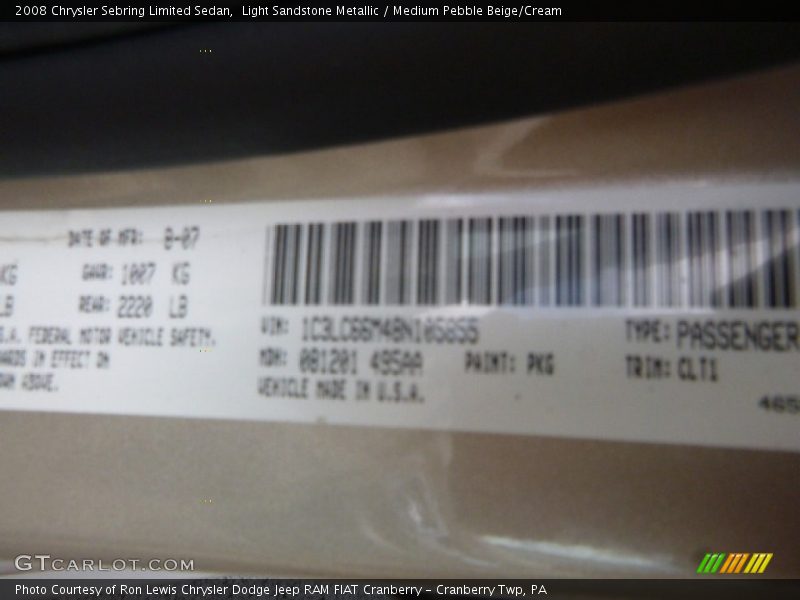 2008 Chrysler Sebring Limited Sedan,  Light Sandstone Metallic / Medium Pebble Beige/Cream
DATE OF MFR: 8-07
KG GAWR: 1007 KG
LB REAR: 2220 LB
S.A. FEDERAL MOTOR VEHICLE SAFETY.
ARDS IN EFFECT ON
OWN ABOVE.
VIN: 1C3LC66M48N105855 TYPE: PASSENGER
MDH: 081201 495AA PAINT: PKG TRIM: CLT1
VEHICLE MADE IN U.S.A.
465
GTCARLOT.COM
Photo Courtesy of Ron Lewis Chrysler Dodge Jeep RAM FIAT Cranberry – Cranberry Twp, PA